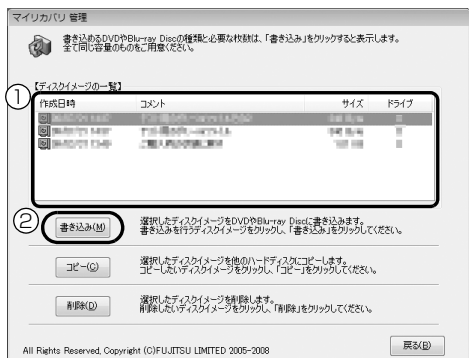 マイリカバリ 管理
書き込めるDVDやBlu-ray Discの種類と必要な枚数は、「書き込み」をクリックすると表示します。
全て同じ容量のものをご用意ください。
【ディスクイメージの一覧】
①
作成日時 コメント サイズ ドライブ
②
書き込み(M)
選択したディスクイメージをDVDやBlu-ray Discに書き込みます。
書き込みを行うディスクイメージをクリックし、「書き込み」をクリックしてください。
コピー(C)
選択したディスクイメージを他のハードディスクにコピーします。
コピーしたいディスクイメージをクリックし、「コピー」をクリックしてください。
削除(D)
選択したディスクイメージを削除します。
削除したいディスクイメージをクリックし、「削除」をクリックしてください。
All Rights Reserved, Copyright (C)FUJITSU LIMITED 2005-2008
戻る(B)